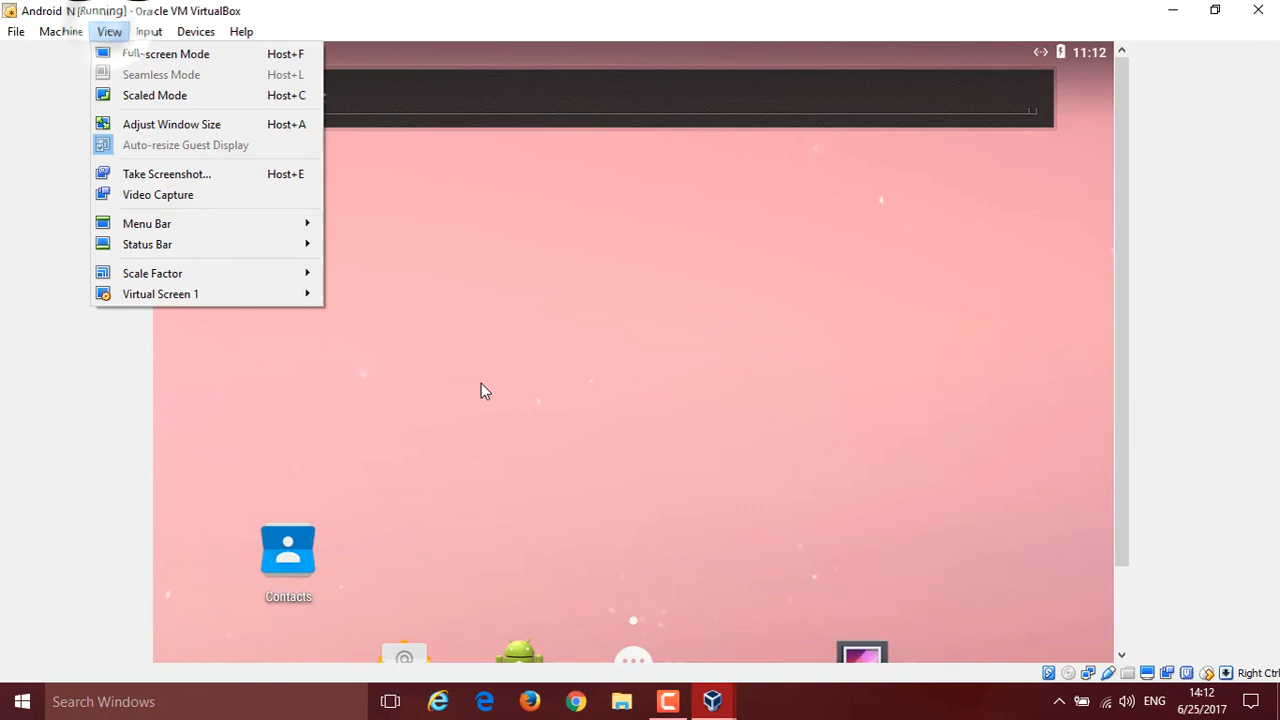 Android N [Running] - Oracle VM VirtualBox
File Machine View Input Devices Help
Full-screen Mode Host+F
Seamless Mode
Host+L
Scaled Mode Host+C
Adjust Window Size Host+A
Auto-resize Guest Display
Take Screenshot... Host+E
Video Capture
Menu Bar
Status Bar
Scale Factor
Virtual Screen 1
11:12
Contacts
Right Ctrl
Search Windows
ENG
14:12
6/25/2017